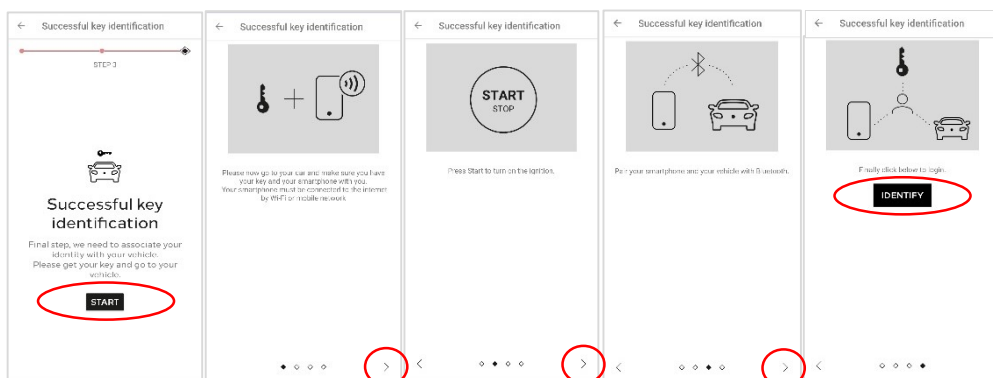 Successful key identification
STEP 3
Successful key
identification
Final step, we need to associate your
identity with your vehicle.
Please get your key and go to your
vehicle.
START
Successful key identification
Please now go to your car and make sure you have
your key and your smartphone with you.
Your smartphone must be connected to the internet
by Wi-Fi or mobile network
Successful key identification
START
STOP
Press Start to turn on the ignition.
Successful key identification
Pair your smartphone and your vehicle with Bluetooth.
Successful key identification
Finally click below to login.
IDENTIFY